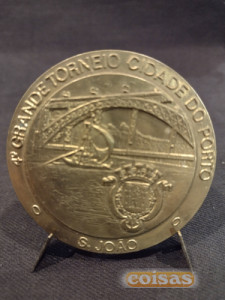 4º GRANDE TORNEIO CIDADE DO PORTO
S. JOÃO
coisas